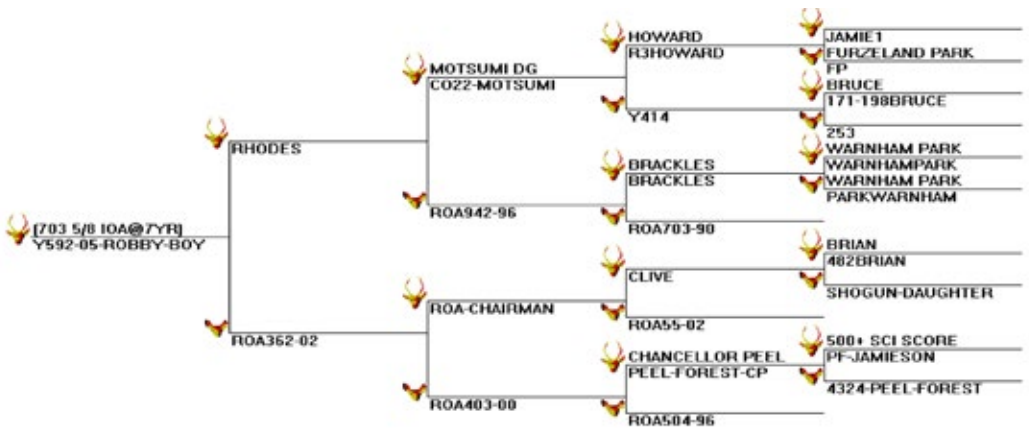 HOWARD
R3HOWARD
JAMIE1
FURZELAND PARK
FP
MOTSUMI DG
CO22-MOTSUMI
BRUCE
171-198BRUCE
Y414
253
RHODES
WARNHAM PARK
WARNHAMPARK
BRACKLES
BRACKLES
WARNHAM PARK
PARKWARNHAM
ROA942-96
ROA703-90
[703 5/8 IOA@7YR]
Y592-05-ROBBY-BOY
BRIAN
482BRIAN
CLIVE
SHOGUN-DAUGHTER
ROA-CHAIRMAN
ROA55-02
ROA362-02
500+ SCI SCORE
PF-JAMIESON
CHANCELLOR PEEL
PEEL-FOREST-CP
4324-PEEL-FOREST
ROA403-00
ROA504-96